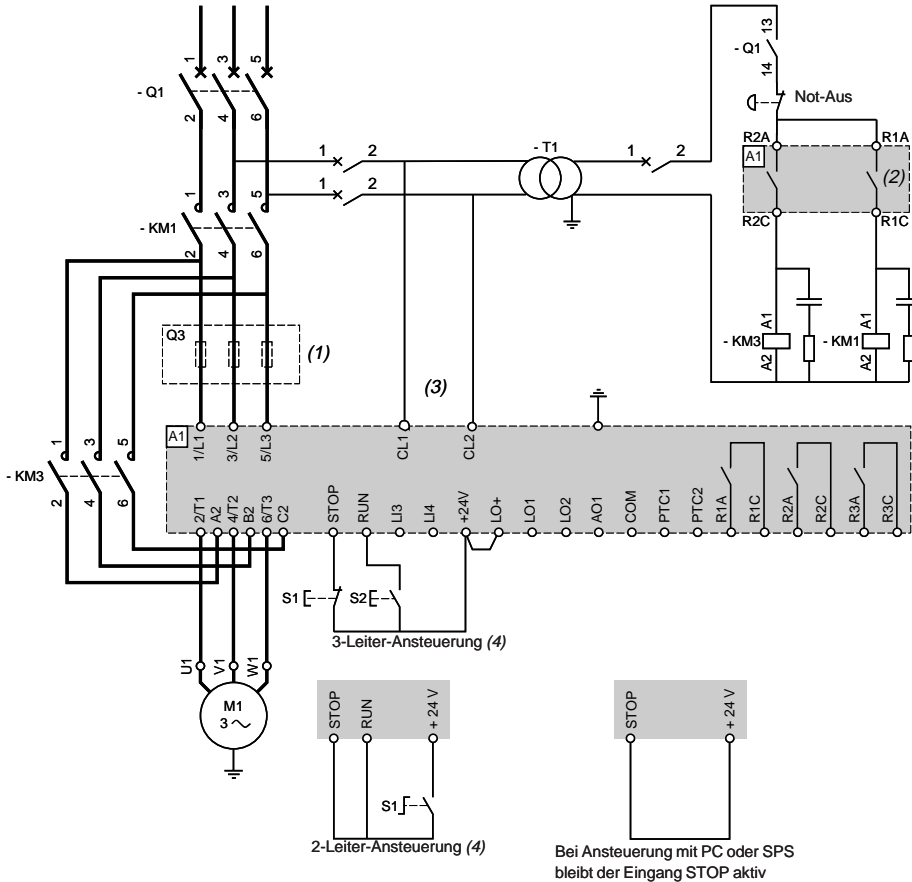 1 3 5
- Q1
2 4 6
13
- Q1
14
Not-Aus
R2A R1A
A1
(2)
R2C R1C
A1 A1
- KM3 - KM1
A2 A2
1 2
1 2
- T1
1 2
1 3 5
- KM1
2 4 6
Q3
(1)
(3)
1 3 5
- KM3
2 4 6
A1
1/L1 3/L2 5/L3 CL1 CL2
2/T1 A2 4/T2 B2 6/T3 C2 STOP RUN LI3 LI4 +24V LO+ LO1 LO2 AO1 COM PTC1 PTC2 R1A R1C R2A R2C R3A R3C
S1 S2
3-Leiter-Ansteuerung (4)
U1 V1 W1
M1
3
STOP RUN + 24 V
S1
2-Leiter-Ansteuerung (4)
STOP + 24 V
Bei Ansteuerung mit PC oder SPS
bleibt der Eingang STOP aktiv